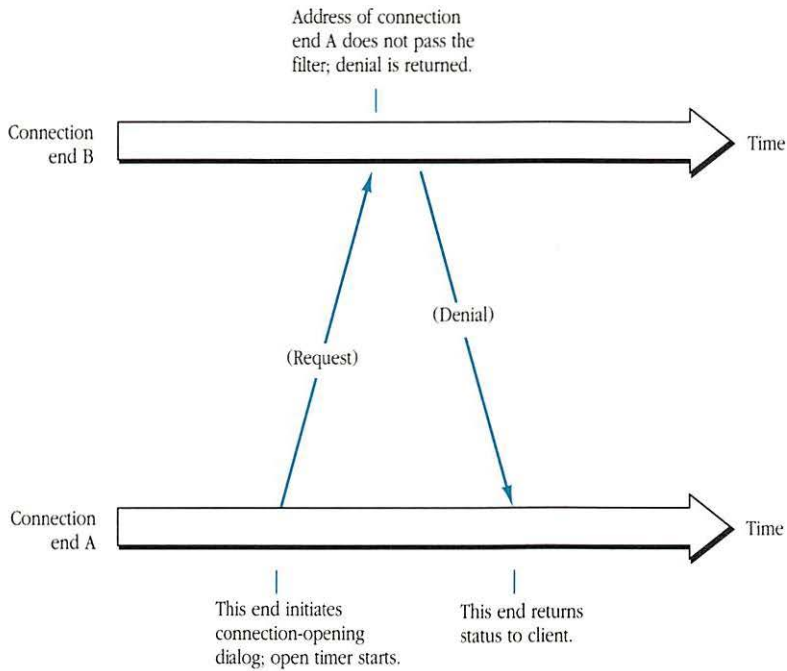 Address of connection
end A does not pass the
filter; denial is returned.
Connection
end B
Time
(Denial)
(Request)
Connection
end A
Time
This end initiates
connection-opening
dialog; open timer starts.
This end returns
status to client.